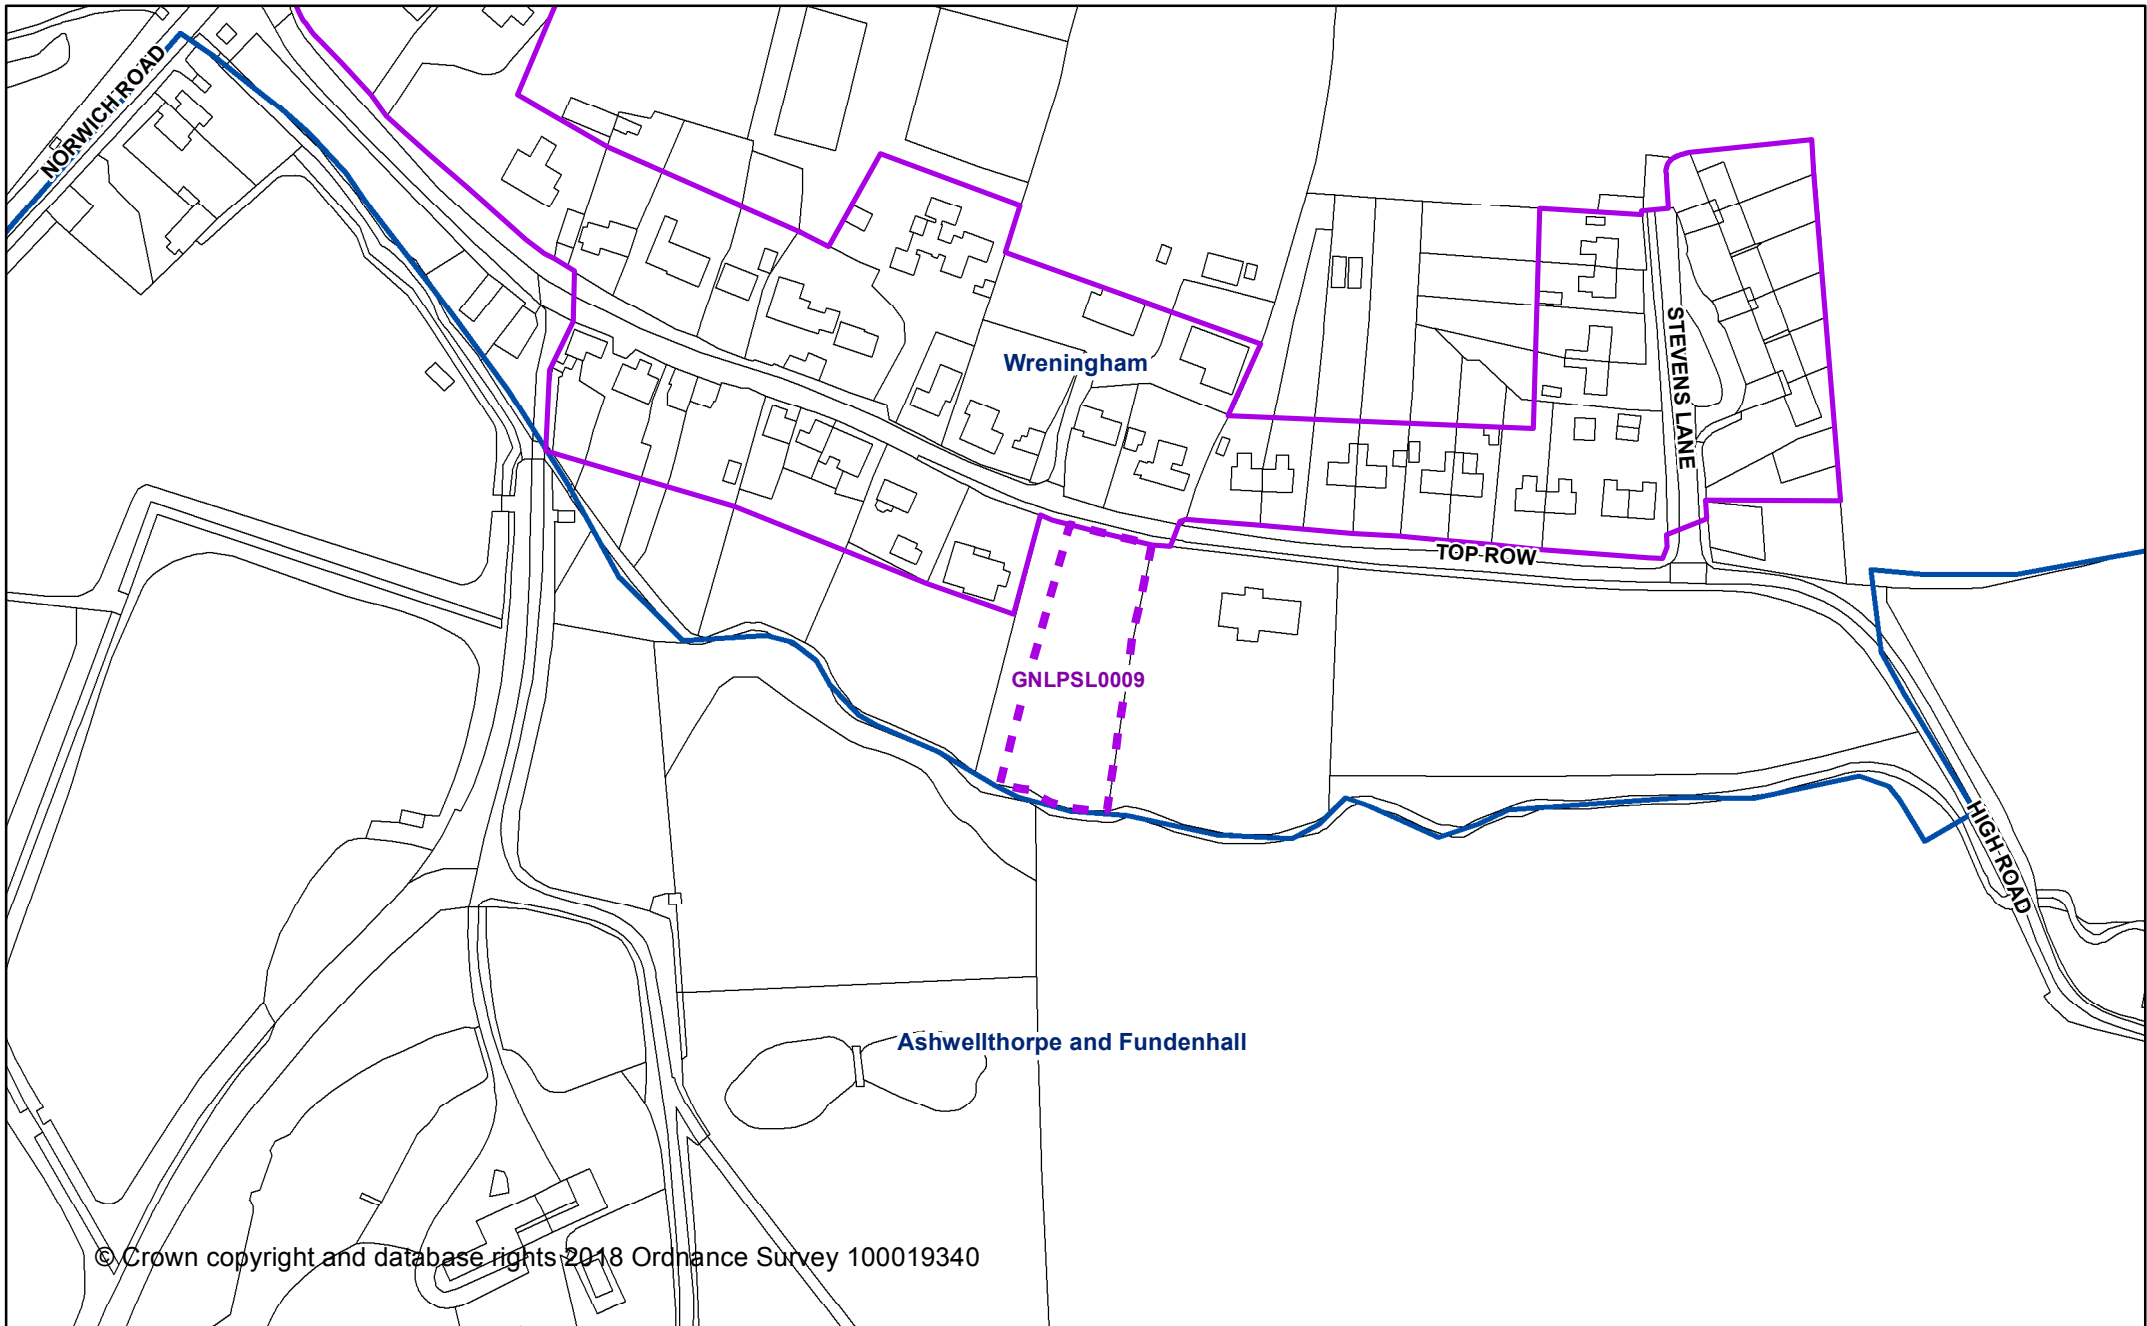 NORWICH ROAD
Wreningham
STEVENS LANE
TOP ROW
GNLPSL0009
HIGH ROAD
Ashwellthorpe and Fundenhall
© Crown copyright and database rights 2018 Ordnance Survey 100019340